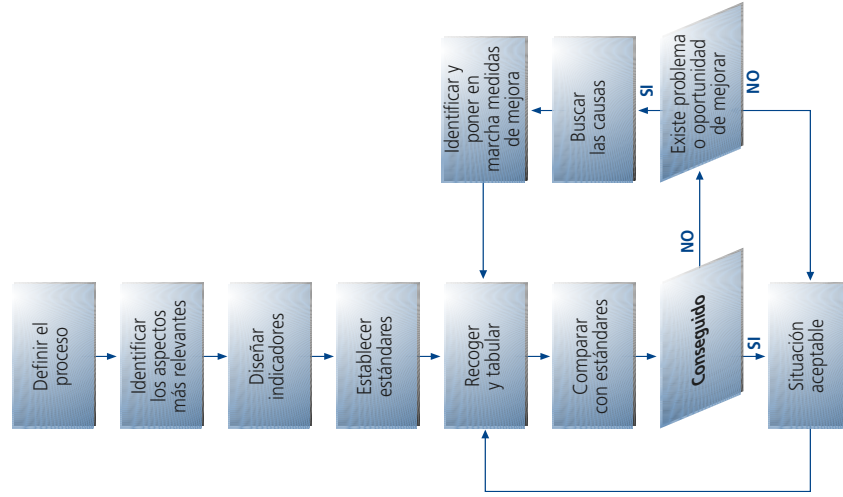 Definir el
proceso
Identificar
los aspectos
más relevantes
Diseñar
indicadores
Establecer
estándares
Recoger
y tabular
Comparar
con estándares
Conseguido
SI
Situación
aceptable
NO
Existe problema
o oportunidad
de mejorar
NO
SI
Buscar
las causas
Identificar y
poner en
marcha medidas
de mejora